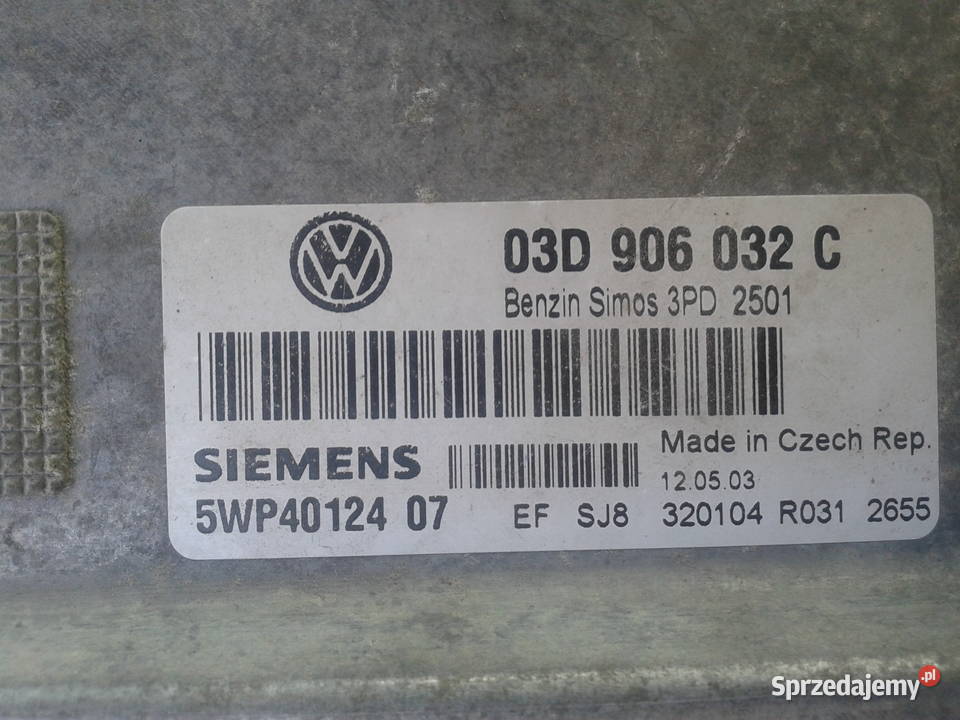 03D 906 032 C
Benzin Simos 3PD 2501
SIEMENS
Made in Czech Rep.
12.05.03
5WP40124 07 EF SJ8 320104 R031 2655
Sprzedajemy.pl